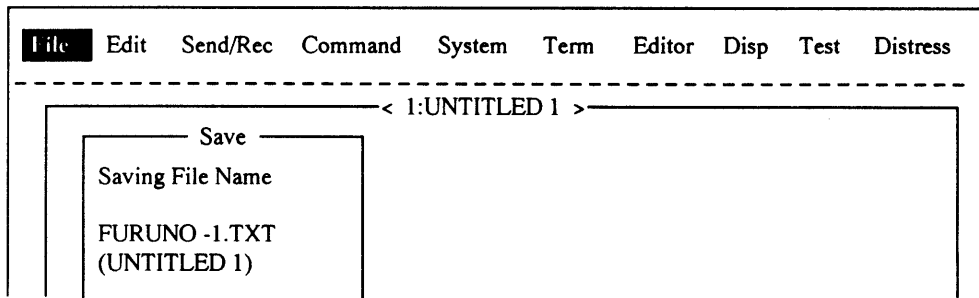 File Edit Send/Rec Command System Term Editor Disp Test Distress
< 1:UNTITLED 1 >
Save
Saving File Name
FURUNO -1.TXT
(UNTITLED 1)